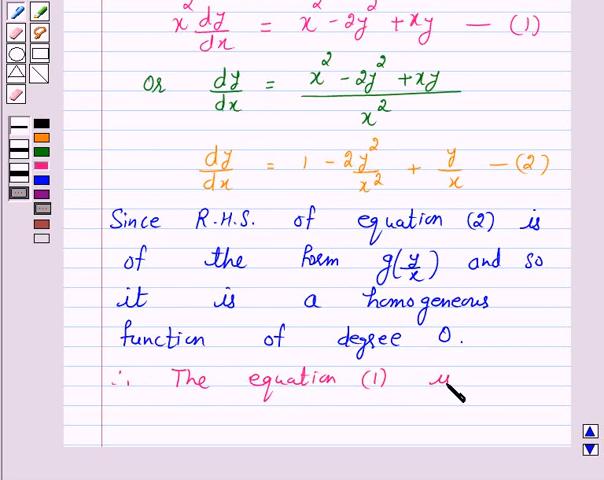 x² dy/dx = x² - 2y² + xy — (1)
or dy/dx = x² - 2y² + xy / x²
dy/dx = 1 - 2y²/x² + y/x — (2)
Since R.H.S. of equation (2) is
of the form g(y/x) and so
it is a homogeneous
function of degree 0.
∴ The equation (1)